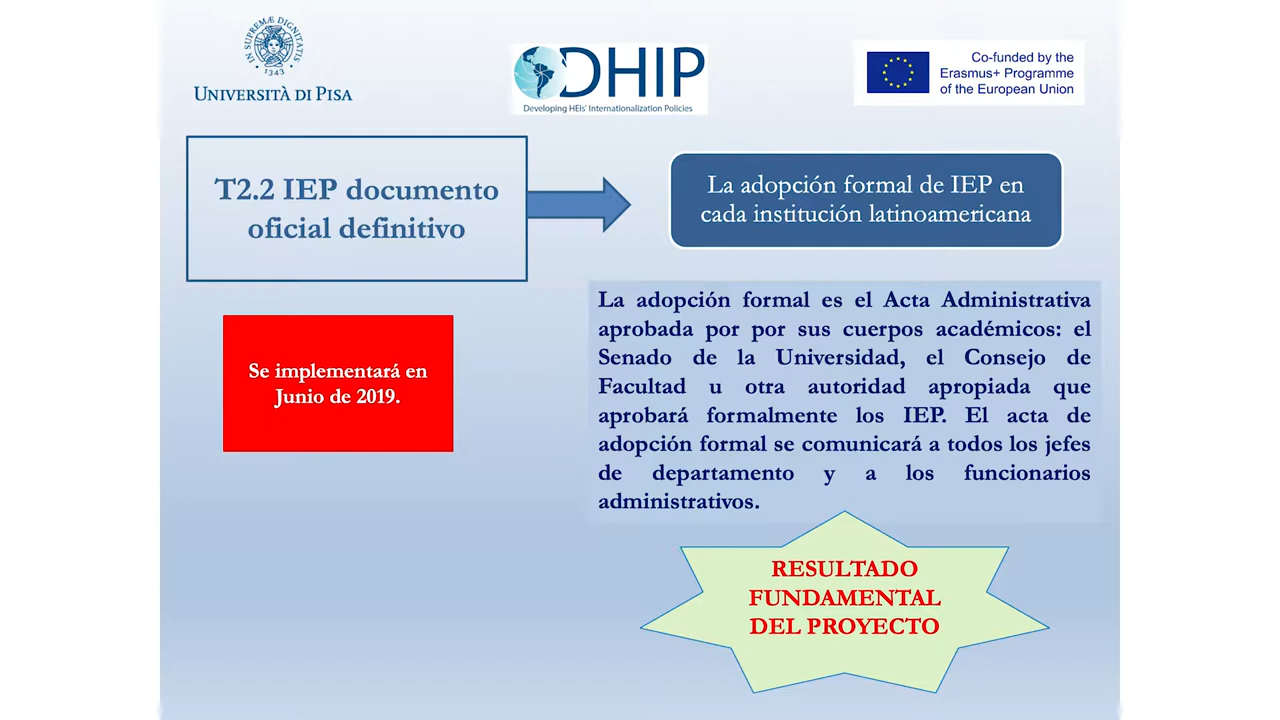 IN SUPREMÆ DIGNITATIS
1343
UNIVERSITÀ DI PISA
DHIP
Developing HEIs' Internationalization Policies
Co-funded by the
Erasmus+ Programme
of the European Union
T2.2 IEP documento
oficial definitivo
La adopción formal de IEP en
cada institución latinoamericana
Se implementará en
Junio de 2019.
La adopción formal es el Acta Administrativa
aprobada por por sus cuerpos académicos: el
Senado de la Universidad, el Consejo de
Facultad u otra autoridad apropiada que
aprobará formalmente los IEP. El acta de
adopción formal se comunicará a todos los jefes
de departamento y a los funcionarios
administrativos.
RESULTADO
FUNDAMENTAL
DEL PROYECTO